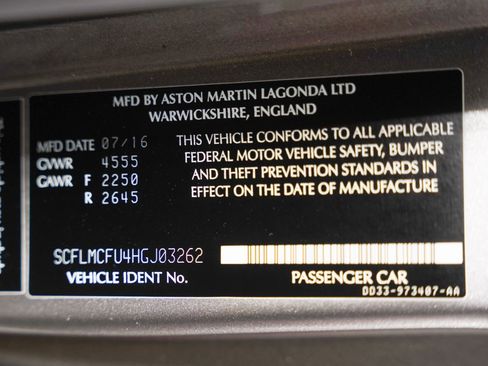 MFD BY ASTON MARTIN LAGONDA LTD
WARWICKSHIRE, ENGLAND
MFD DATE 07/16
GVWR 4555
GAWR F 2250
R 2645
THIS VEHICLE CONFORMS TO ALL APPLICABLE
FEDERAL MOTOR VEHICLE SAFETY, BUMPER
AND THEFT PREVENTION STANDARDS IN
EFFECT ON THE DATE OF MANUFACTURE
SCFLMCFU4HGJ03262
VEHICLE IDENT No.
PASSENGER CAR
DD33-973407-AA